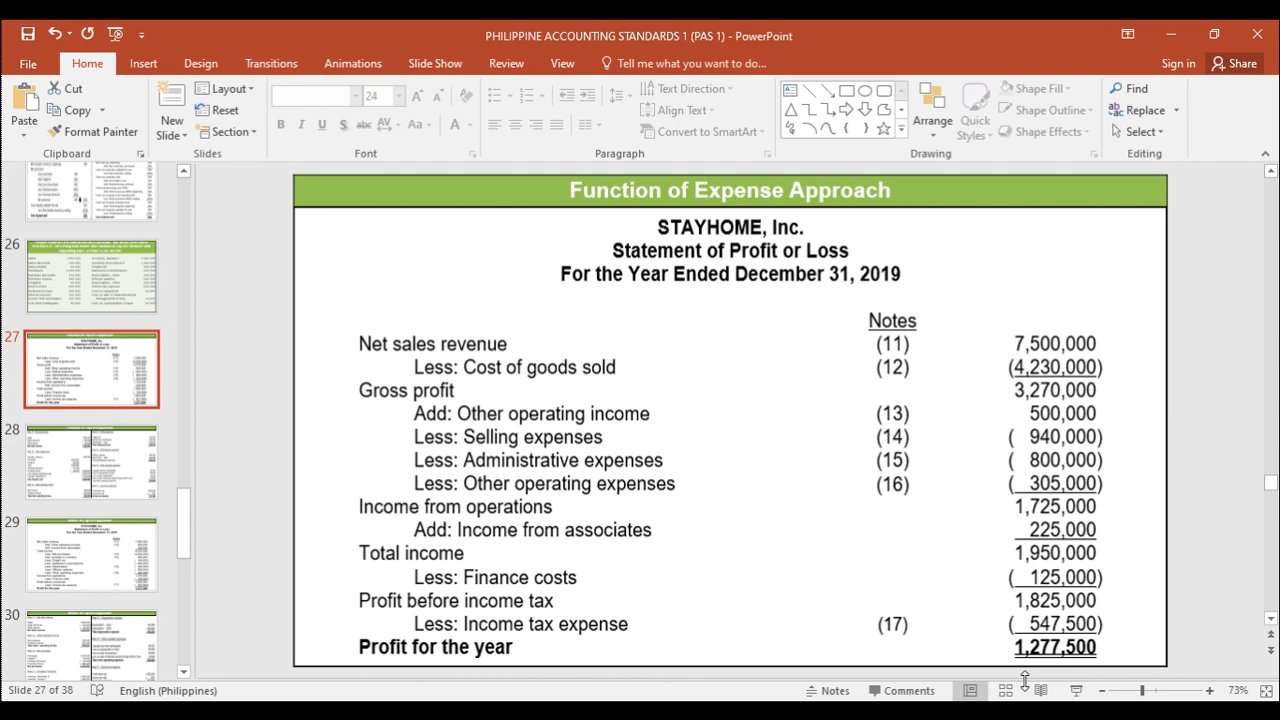 PHILIPPINE ACCOUNTING STANDARDS 1 (PAS 1) - PowerPoint
File Home Insert Design Transitions Animations Slide Show Review View Tell me what you want to do... Sign in Share
Cut
Copy
Format Painter
Paste
Clipboard
New Slide
Layout
Reset
Section
Slides
24
B I U S abc AV Aa A
Font
Text Direction
Align Text
Convert to SmartArt
Paragraph
Arrange
Quick Styles
Shape Fill
Shape Outline
Shape Effects
Drawing
Find
Replace
Select
Editing
26
27
28
29
30
Function of Expense Approach
STAYHOME, Inc.
Statement of Profit or Loss
For the Year Ended December 31, 2019
Notes
Net sales revenue (11) 7,500,000
Less: Cost of goods sold (12) (4,230,000)
Gross profit 3,270,000
Add: Other operating income (13) 500,000
Less: selling expenses (14) ( 940,000)
Less: Administrative expenses (15) ( 800,000)
Less: Other operating expenses (16) ( 305,000)
Income from operations 1,725,000
Add: Income from associates 225,000
Total income 1,950,000
Less: Finance costs ( 125,000)
Profit before income tax 1,825,000
Less: Income tax expense (17) ( 547,500)
Profit for the year 1,277,500
Slide 27 of 38 English (Philippines) Notes Comments 73%